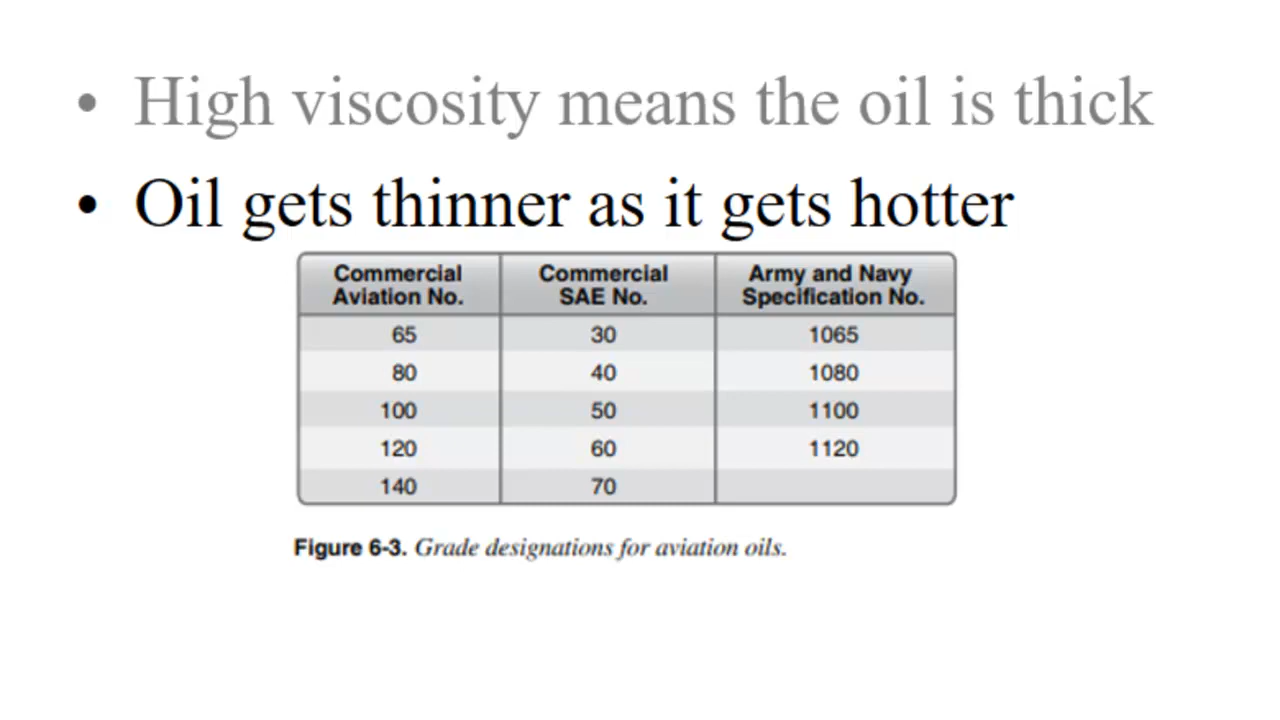 • High viscosity means the oil is thick
• Oil gets thinner as it gets hotter
Commercial Aviation No. Commercial SAE No. Army and Navy Specification No.
65 30 1065
80 40 1080
100 50 1100
120 60 1120
140 70
Figure 6-3. Grade designations for aviation oils.